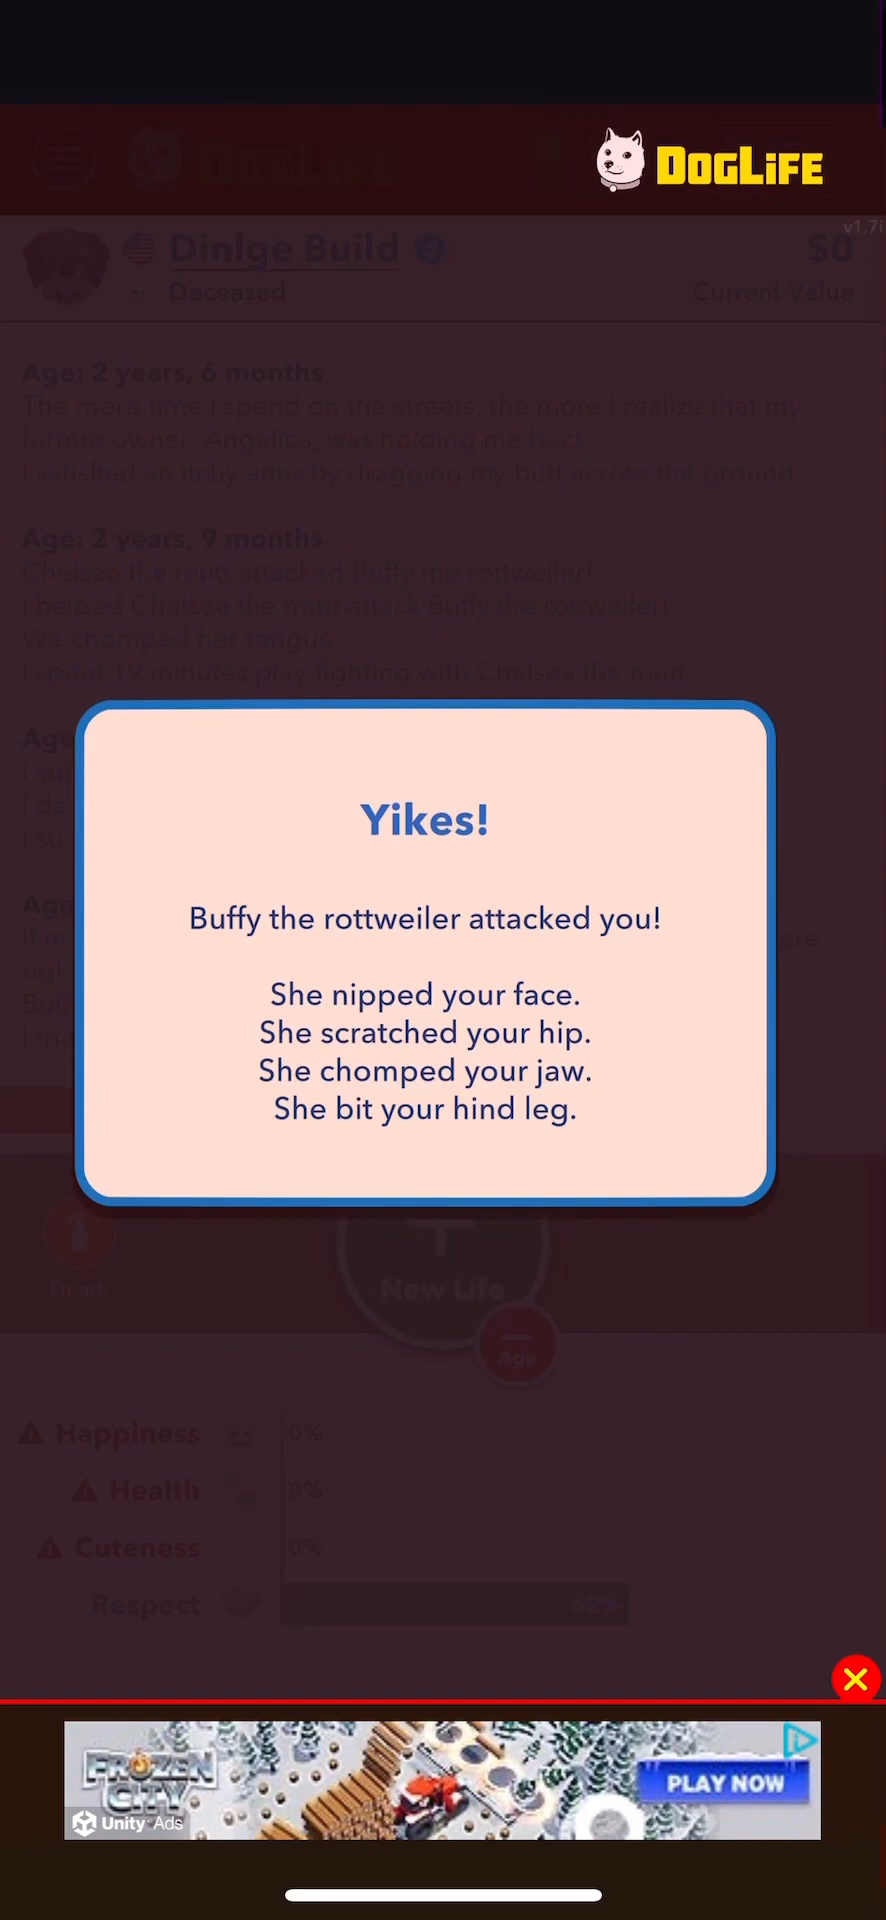 DOGLIFE
v1.7i
Dinlge Build
$0
Deceased
Current Value
Age: 2 years, 6 months
The more time I spend on the streets, the more I realize that my
former owner, Angelica, was holding me back.
I satisfied an itchy anus by dragging my butt across the ground.
Age: 2 years, 9 months
Chelsea the mutt attacked Buffy the rottweiler!
I helped Chelsea the mutt attack Buffy the rottweiler!
We chomped her tongue
I spent 19 minutes play-fighting with Chelsea the mutt.
Age
Age
Yikes!
Buffy the rottweiler attacked you!
She nipped your face.
She scratched your hip.
She chomped your jaw.
She bit your hind leg.
Death
New Life
Age
Happiness
0%
Health
0%
Cuteness
0%
Respect
62%
FROZEN
CITY
PLAY NOW
Unity Ads